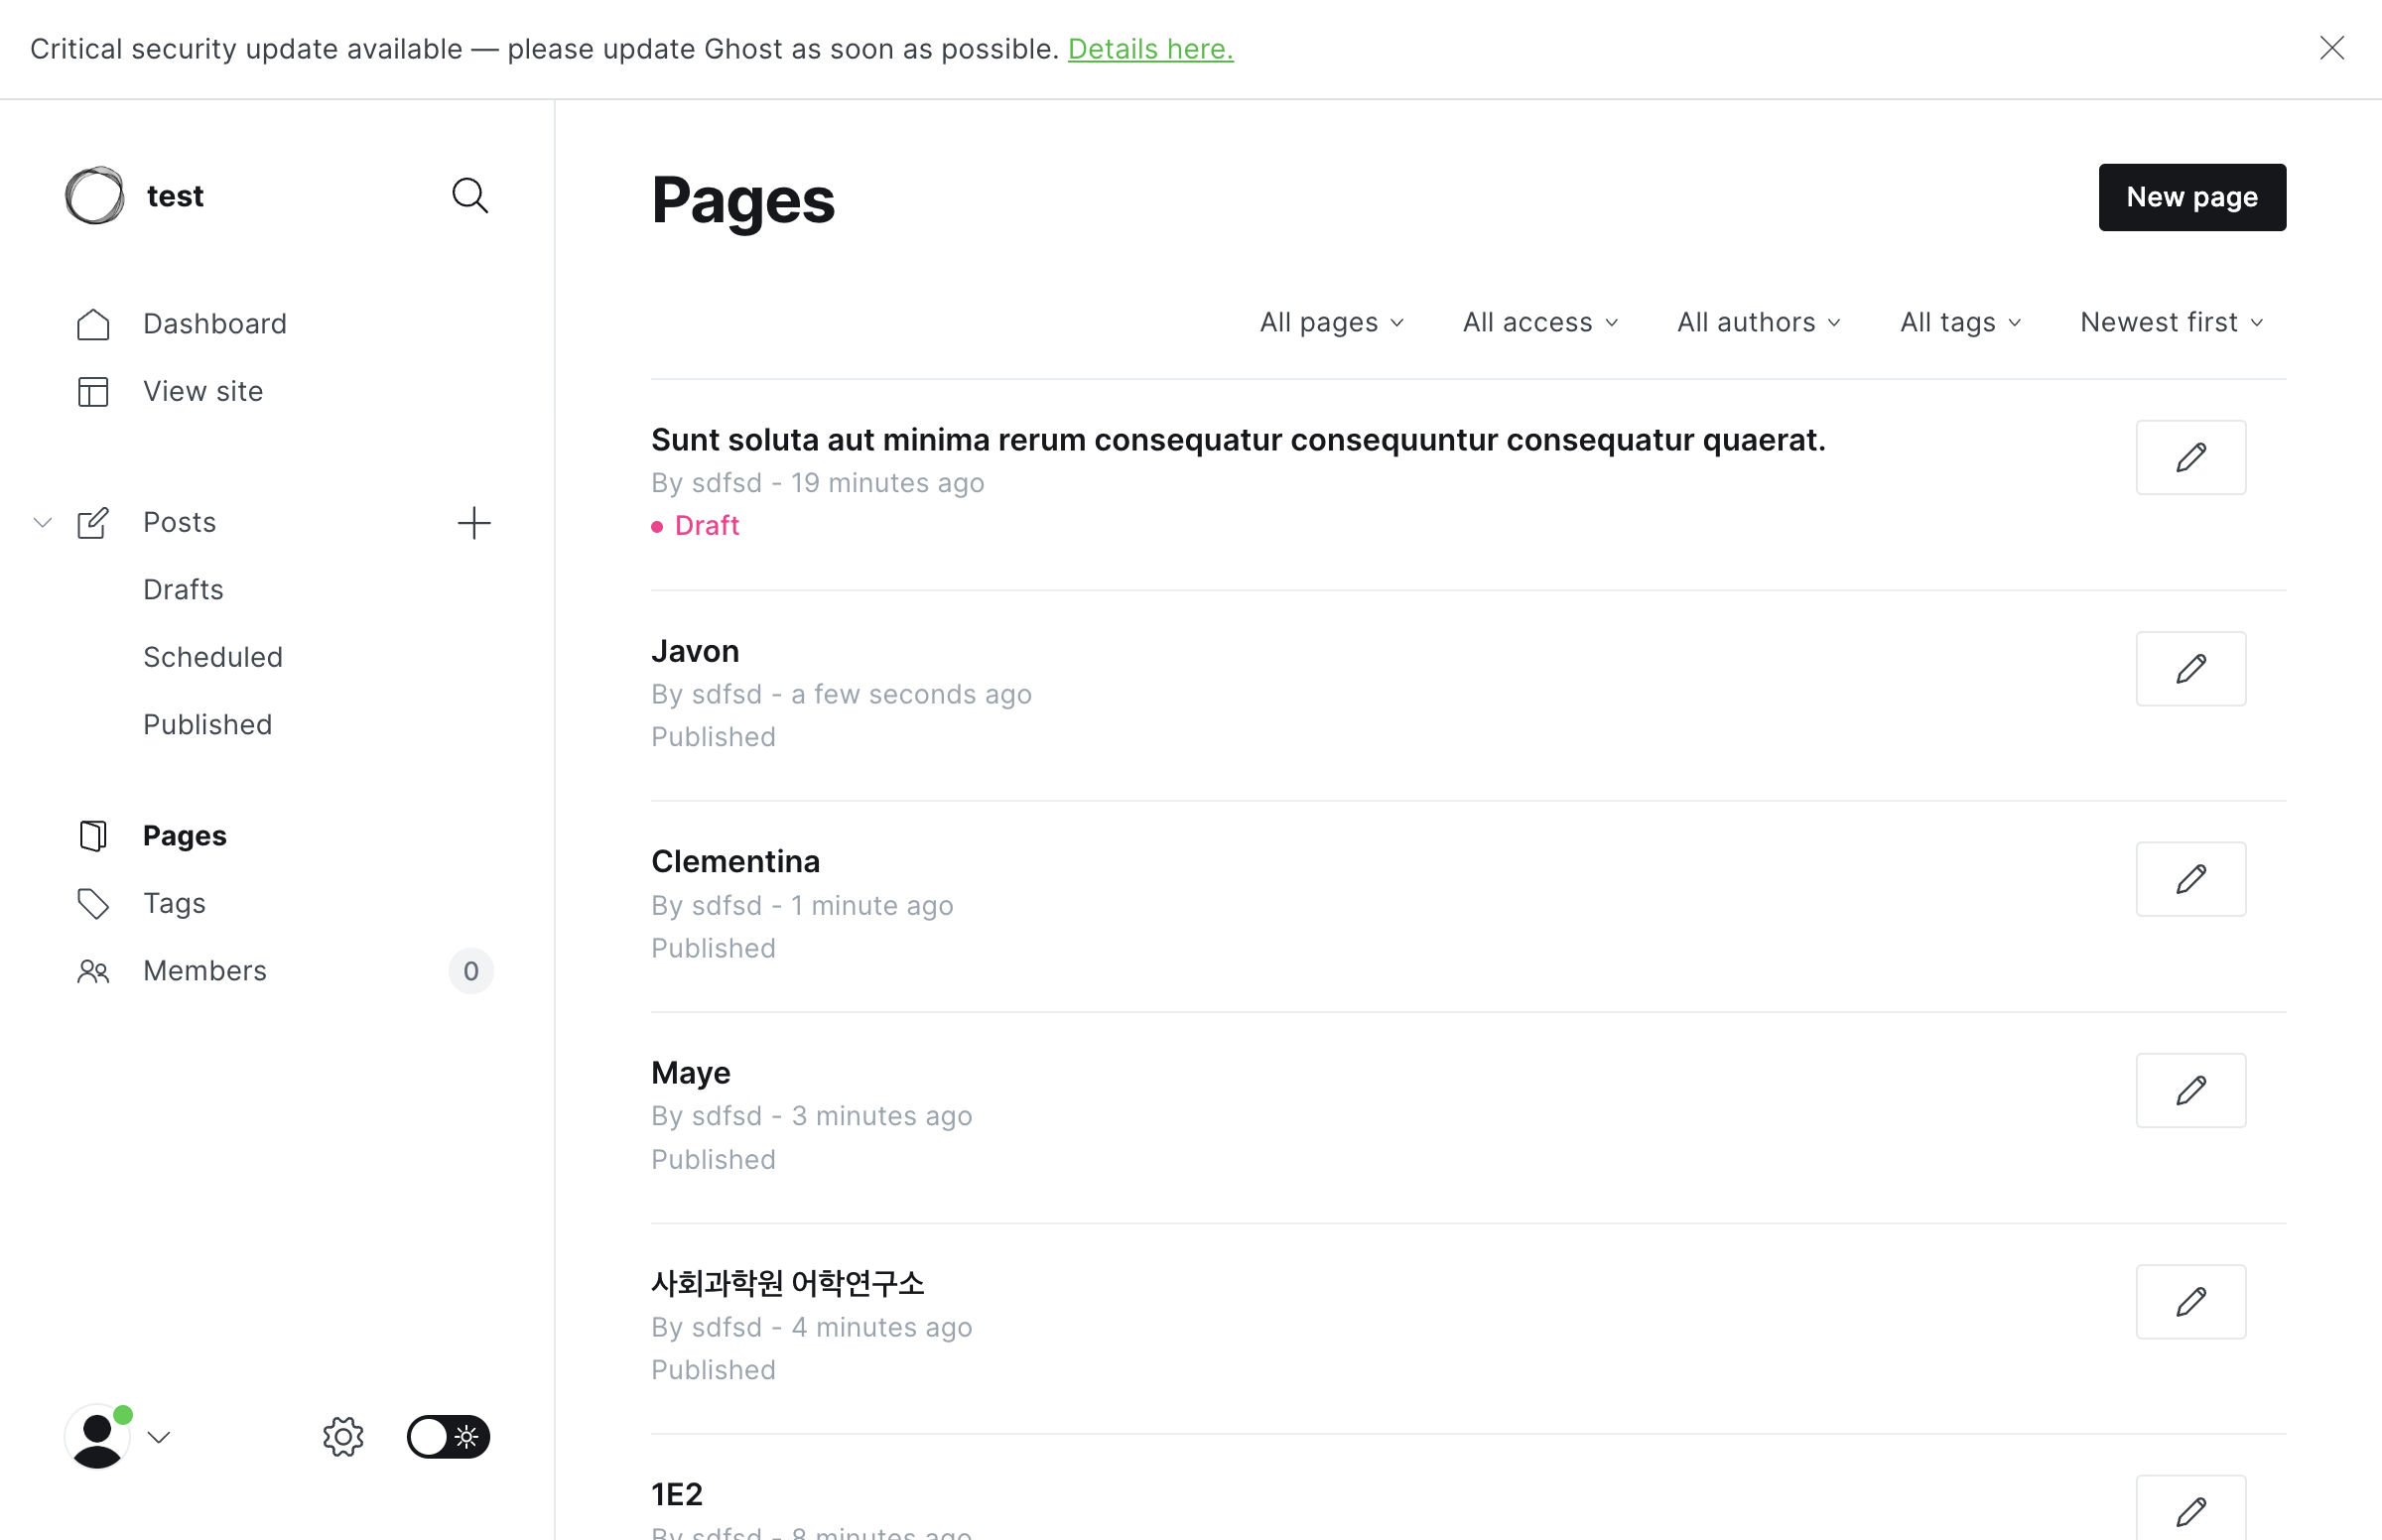 Critical security update available — please update Ghost as soon as possible. Details here.
test
Dashboard
View site
Posts
Drafts
Scheduled
Published
Pages
Tags
Members 0
Pages
New page
All pages All access All authors All tags Newest first
Sunt soluta aut minima rerum consequatur consequuntur consequatur quaerat.
By sdfsd - 19 minutes ago
Draft
Javon
By sdfsd - a few seconds ago
Published
Clementina
By sdfsd - 1 minute ago
Published
Maye
By sdfsd - 3 minutes ago
Published
사회과학원 어학연구소
By sdfsd - 4 minutes ago
Published
1E2
By sdfsd - 8 minutes ago